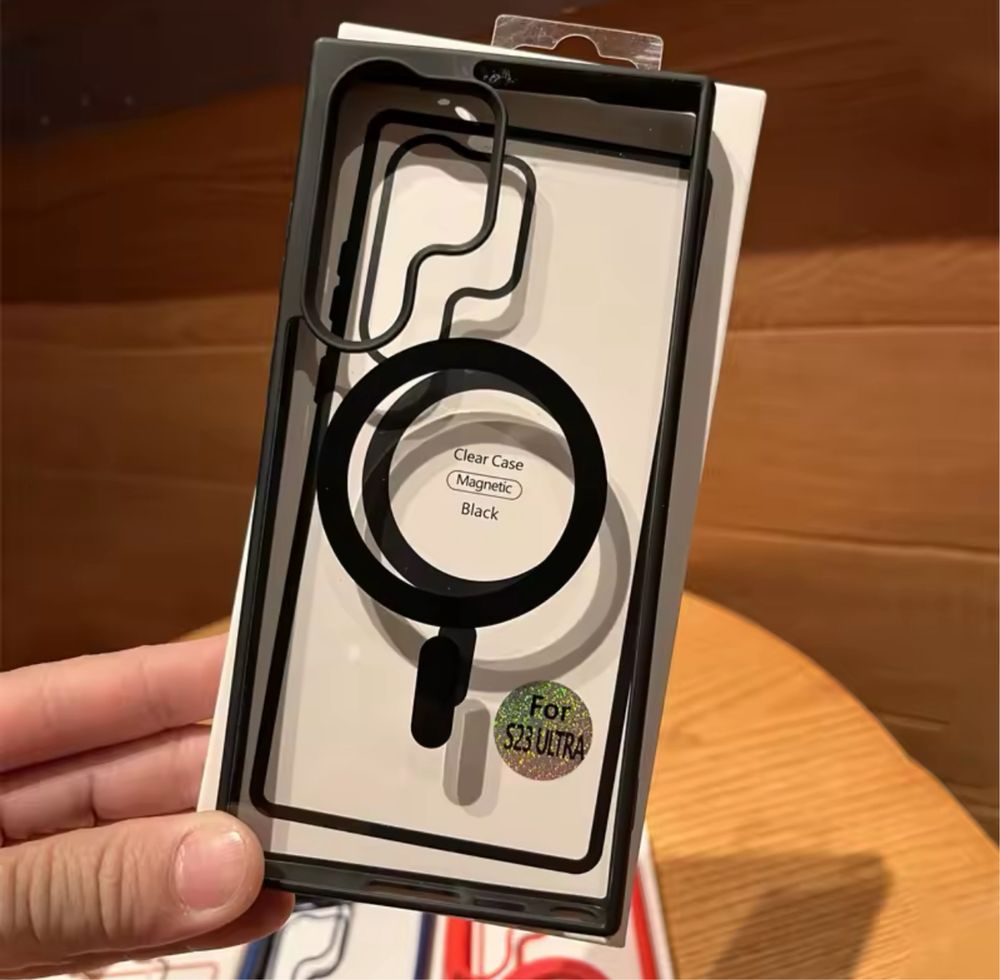 Clear Case
Magnetic
Black
For
S23 ULTRA